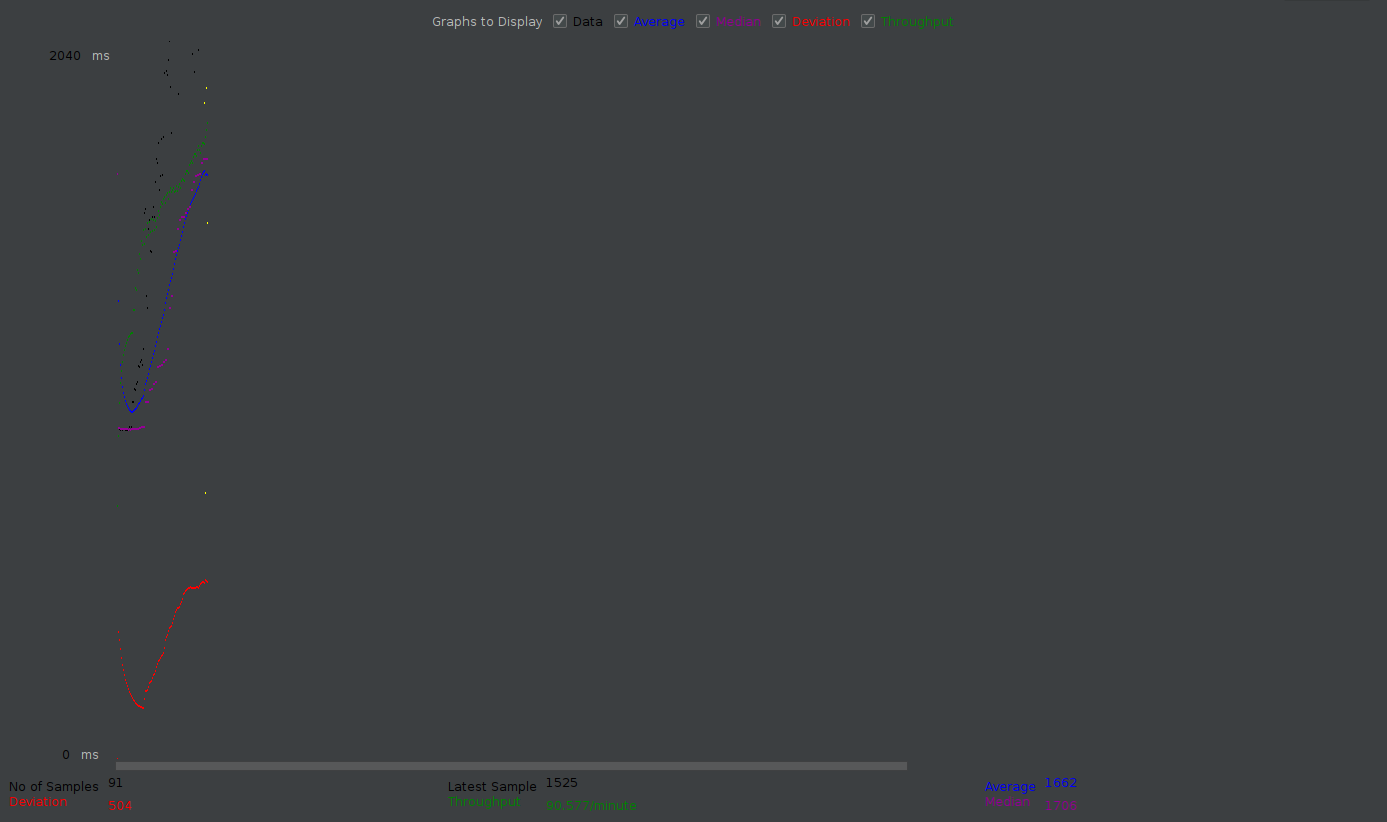 Graphs to Display Data Average Median Deviation Throughput
2040 ms
0 ms
No of Samples 91 Latest Sample 1525 Average 1662
Deviation 504 Throughput 90.577/minute Median